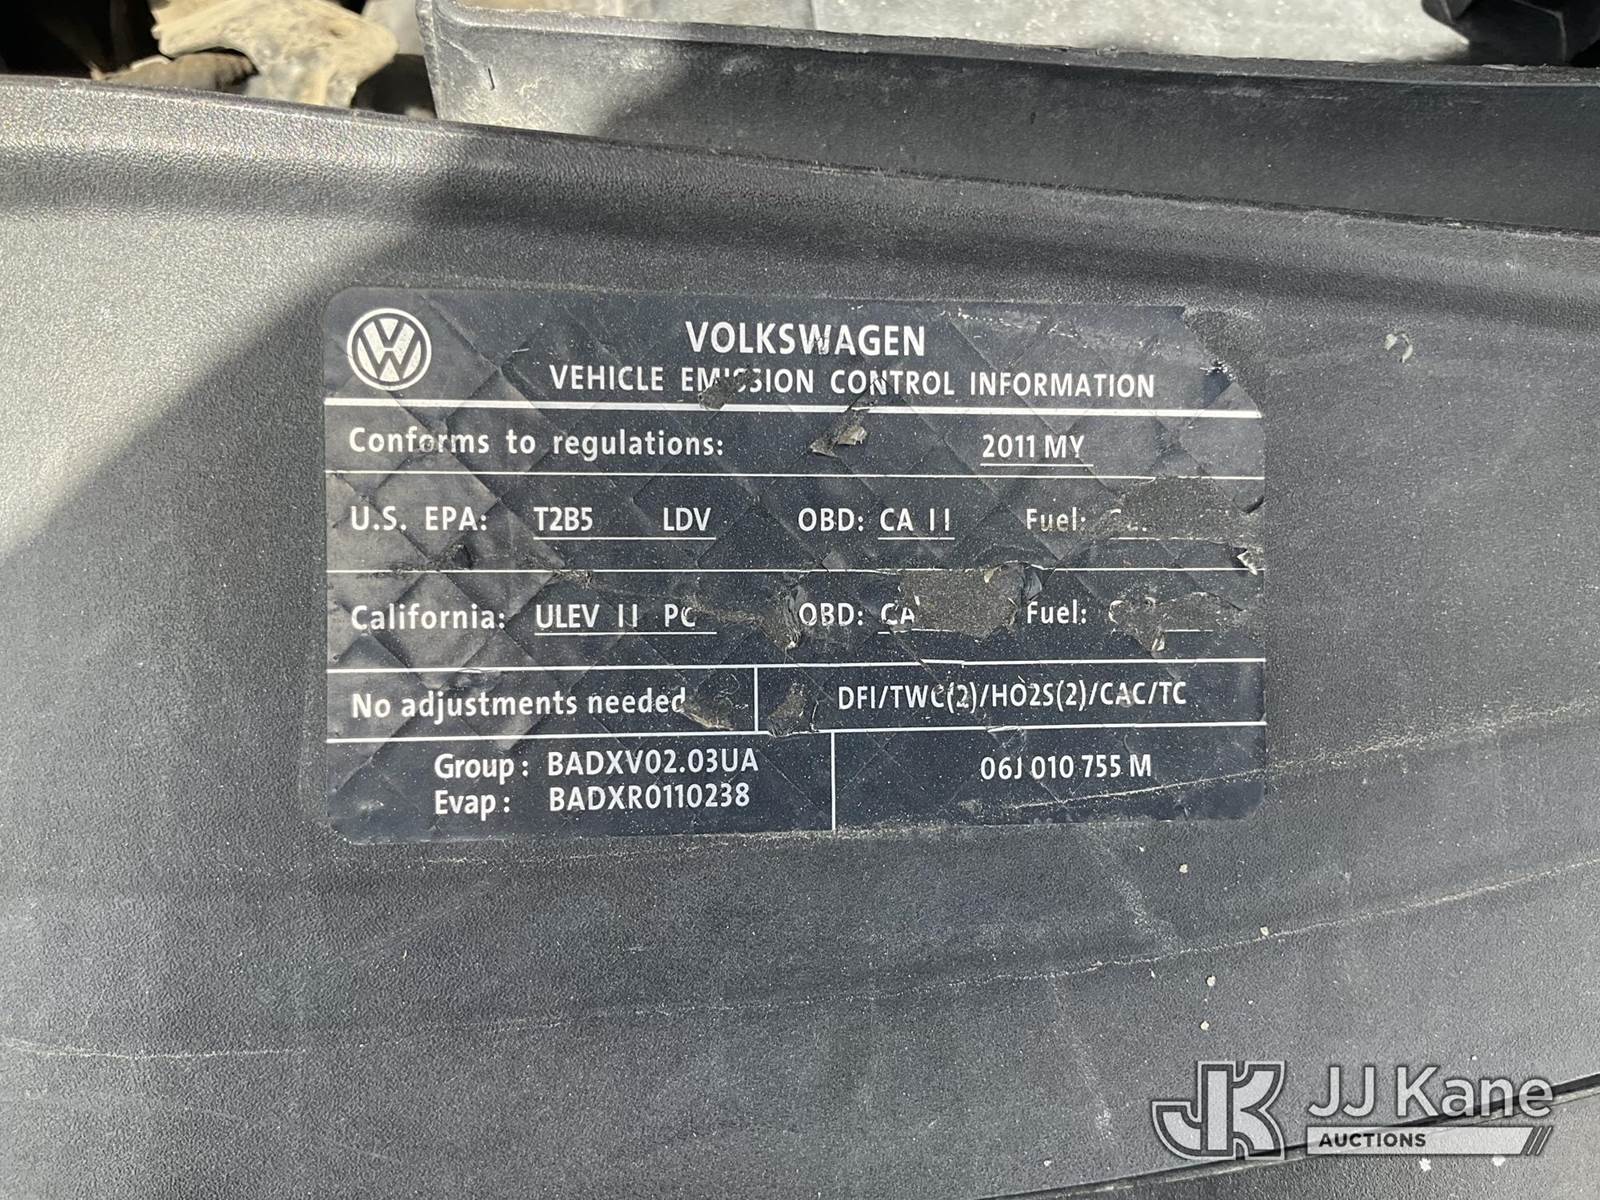 VOLKSWAGEN
VEHICLE EMISSION CONTROL INFORMATION
Conforms to regulations: 2011 MY
U.S. EPA: T2B5 LDV OBD: CA II Fuel:
California: ULEV II PC OBD: CA Fuel:
No adjustments needed DFI/TWC(2)/HO2S(2)/CAC/TC
Group: BADXV02.03UA 06J 010 755 M
Evap: BADXR0110238
JK JJ Kane
AUCTIONS